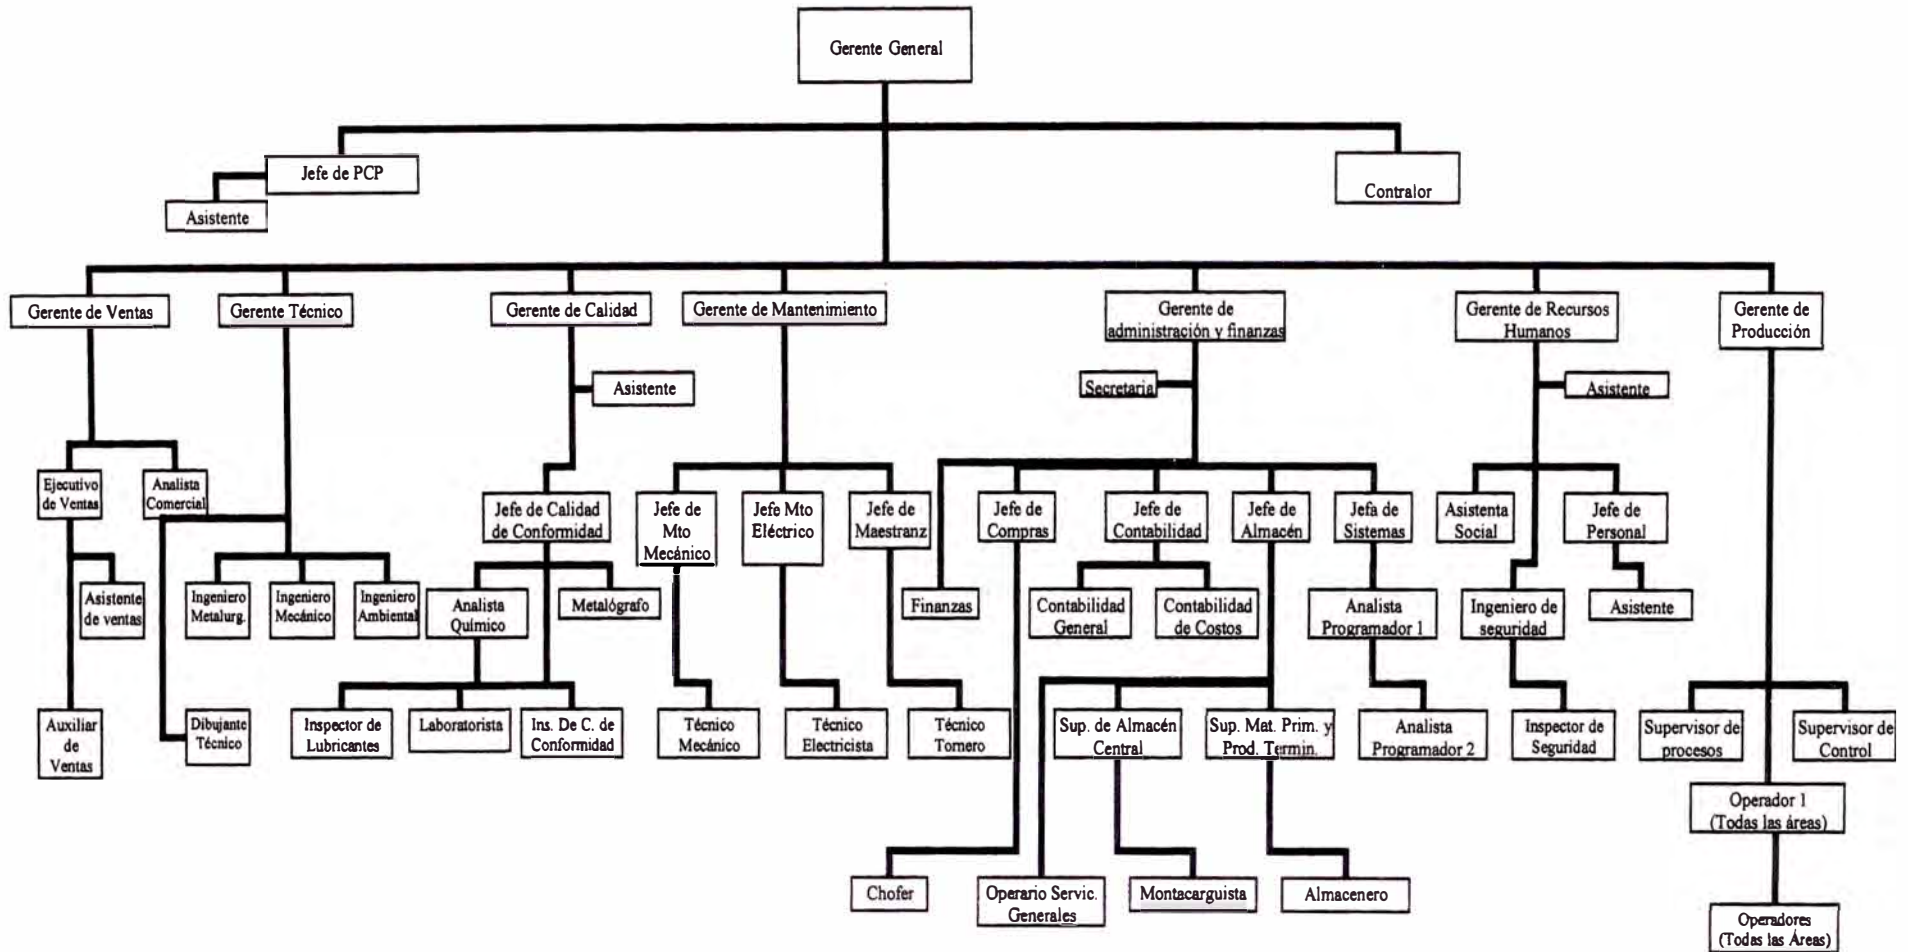 Gerente General
Jefe de PCP
Contralor
Asistente
Gerente de Ventas
Gerente Técnico
Gerente de Calidad
Gerente de Mantenimiento
Gerente de
administración y finanzas
Gerente de Recursos
Humanos
Gerente de
Producción
Asistente
Secretaria
Asistente
Ejecutivo
de Ventas
Analista
Comercial
Jefe de Calidad
de Conformidad
Jefe de
Mto
Mecánico
Jefe Mto
Eléctrico
Jefe de
Maestranz
Jefe de
Compras
Jefe de
Contabilidad
Jefe de
Almacén
Jefa de
Sistemas
Asistenta
Social
Jefe de
Personal
Asistente
de ventas
Ingeniero
Metalurg.
Ingeniero
Mecánico
Ingeniero
Ambiental
Analista
Químico
Metalógrafo
Finanzas
Contabilidad
General
Contabilidad
de Costos
Analista
Programador 1
Ingeniero de
seguridad
Asistente
Auxiliar
de
Ventas
Dibujante
Técnico
Inspector de
Lubricantes
Laboratorista
Ins. De C. de
Conformidad
Técnico
Mecánico
Técnico
Electricista
Técnico
Tornero
Sup. de Almacén
Central
Sup. Mat. Prim. y
Prod. Termin.
Analista
Programador 2
Inspector de
Seguridad
Supervisor de
procesos
Supervisor de
Control
Operador 1
(Todas las áreas)
Chofer
Operario Servic.
Generales
Montacarguista
Almacenero
Operadores
(Todas las Áreas)